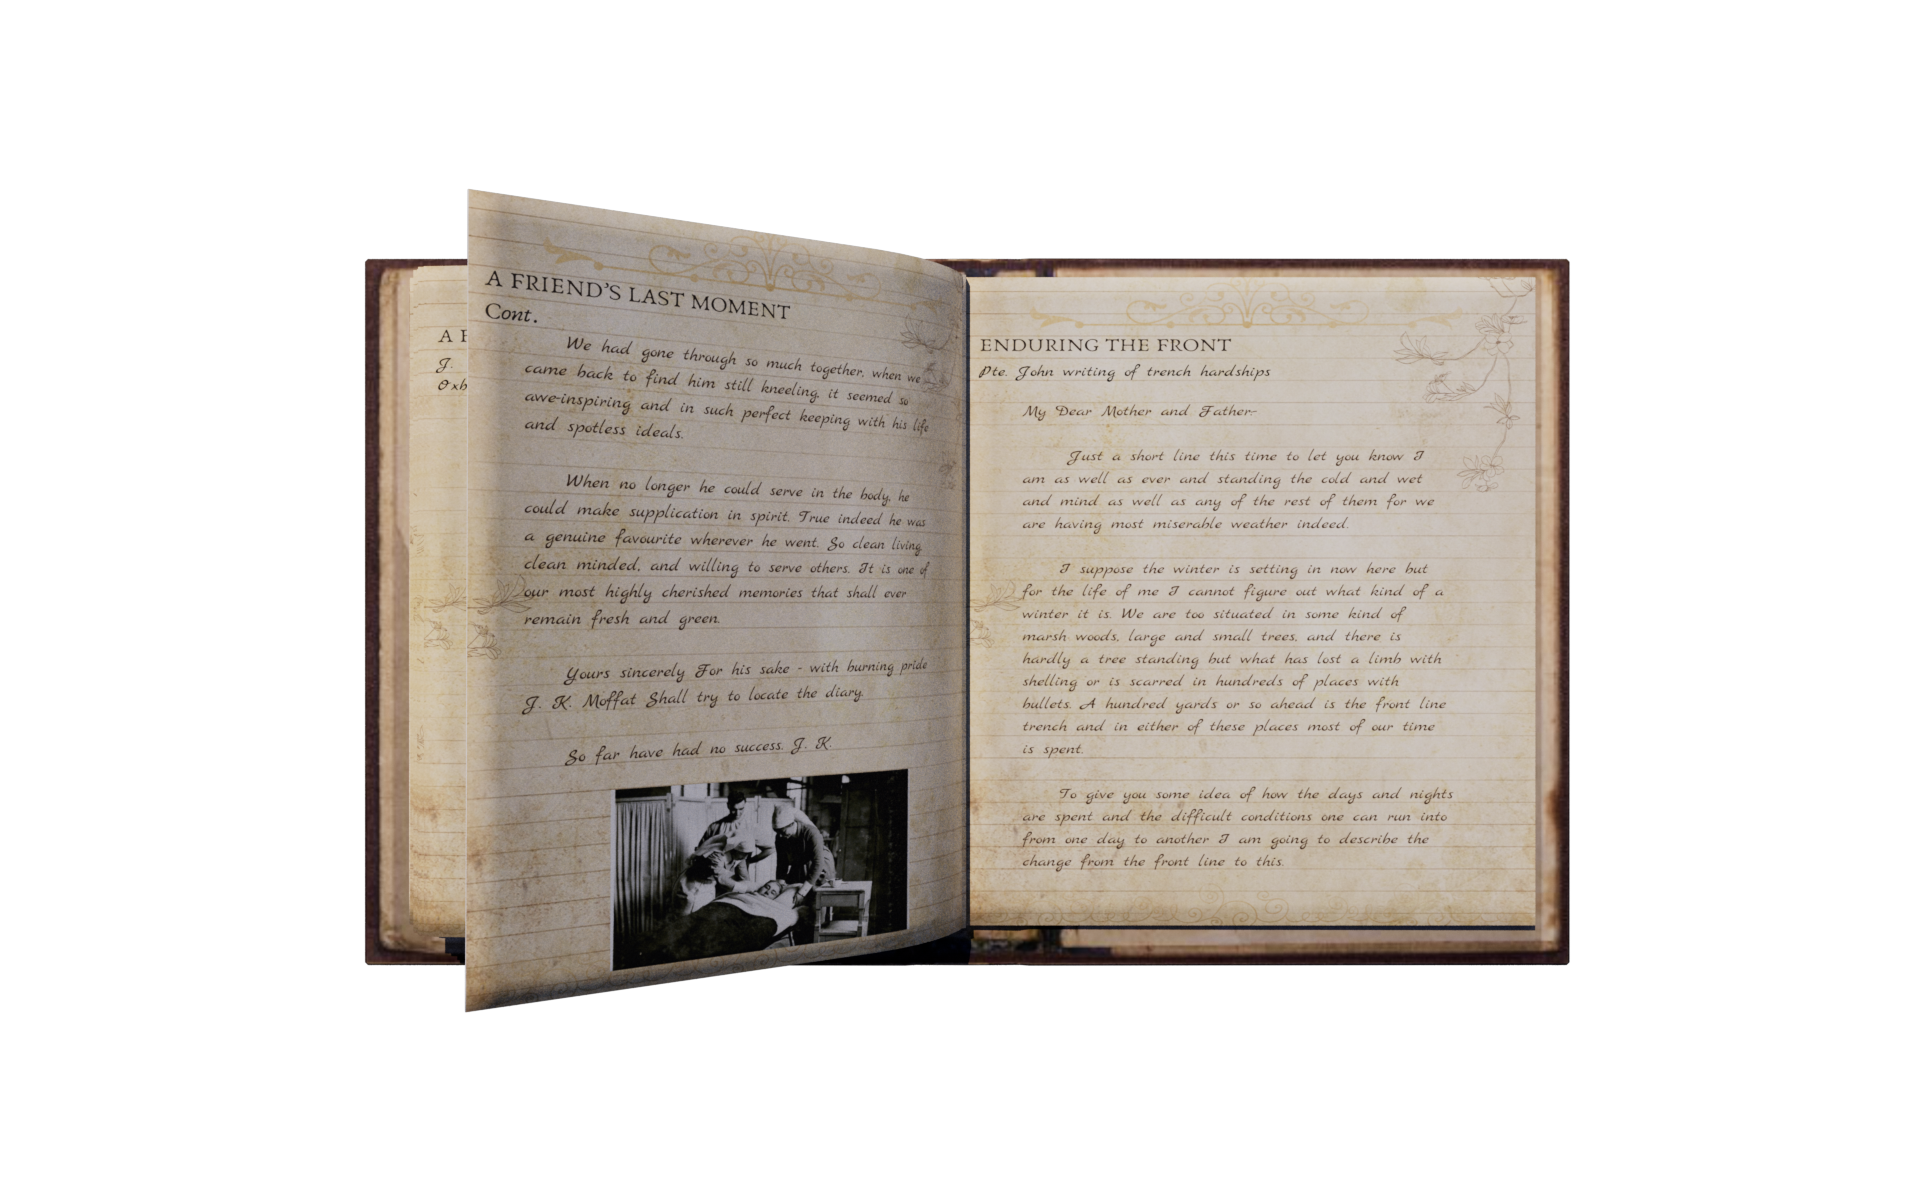 A F
J.
Oxb
A FRIEND'S LAST MOMENT
Cont.
We had gone through so much together, when we
came back to find him still kneeling, it seemed so
awe-inspiring and in such perfect keeping with his life
and spotless ideals.
When no longer he could serve in the body, he
could make supplication in spirit. True indeed he was
a genuine favourite wherever he went. So clean living,
clean minded, and willing to serve others. It is one of
our most highly cherished memories that shall ever
remain fresh and green.
Yours sincerely For his sake - with burning pride
J. K. Moffat Shall try to locate the diary.
So far have had no success. J. K.
ENDURING THE FRONT
Pte. John writing of trench hardships
My Dear Mother and Father:-
Just a short line this time to let you know I
am as well as ever and standing the cold and wet
and mind as well as any of the rest of them for we
are having most miserable weather indeed.
I suppose the winter is setting in now here but
for the life of me I cannot figure out what kind of a
winter it is. We are too situated in some kind of
marsh woods, large and small trees, and there is
hardly a tree standing but what has lost a limb with
shelling or is scarred in hundreds of places with
bullets. A hundred yards or so ahead is the front line
trench and in either of these places most of our time
is spent.
To give you some idea of how the days and nights
are spent and the difficult conditions one can run into
from one day to another I am going to describe the
change from the front line to this.